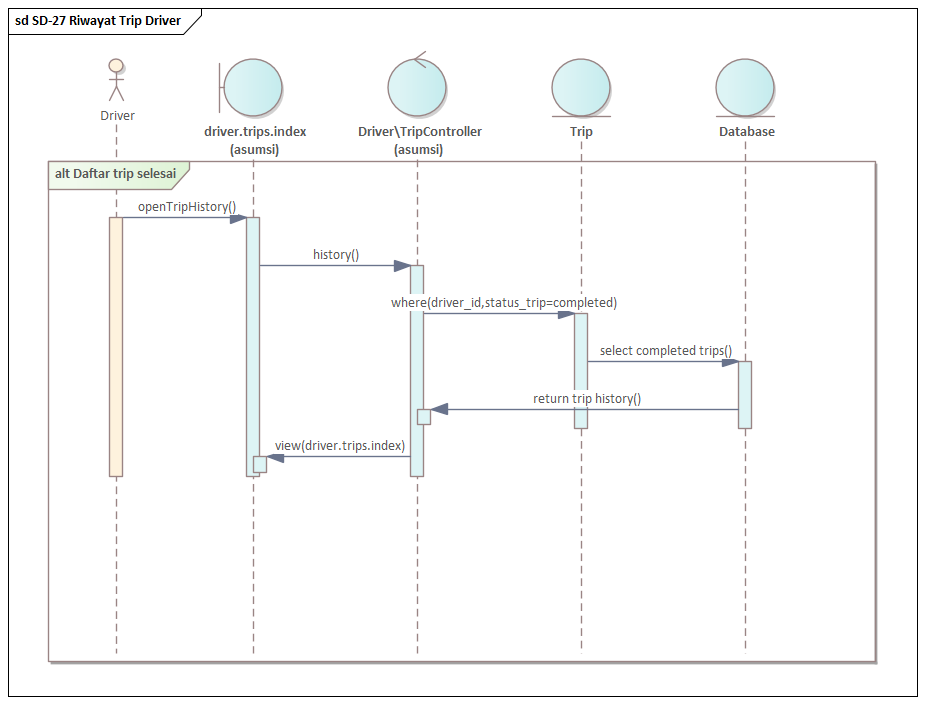 sd SD-27 Riwayat Trip Driver
Driver
driver.trips.index
(asumsi)
Driver\TripController
(asumsi)
Trip
Database
alt Daftar trip selesai
openTripHistory()
history()
where(driver_id,status_trip=completed)
select completed trips()
return trip history()
view(driver.trips.index)